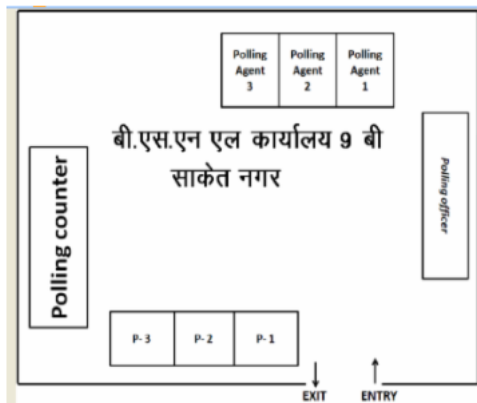 Polling Agent 3
Polling Agent 2
Polling Agent 1
बी.एस.एन एल कार्यालय 9 बी
साकेत नगर
Polling counter
Polling officer
P-3
P-2
P-1
EXIT
ENTRY